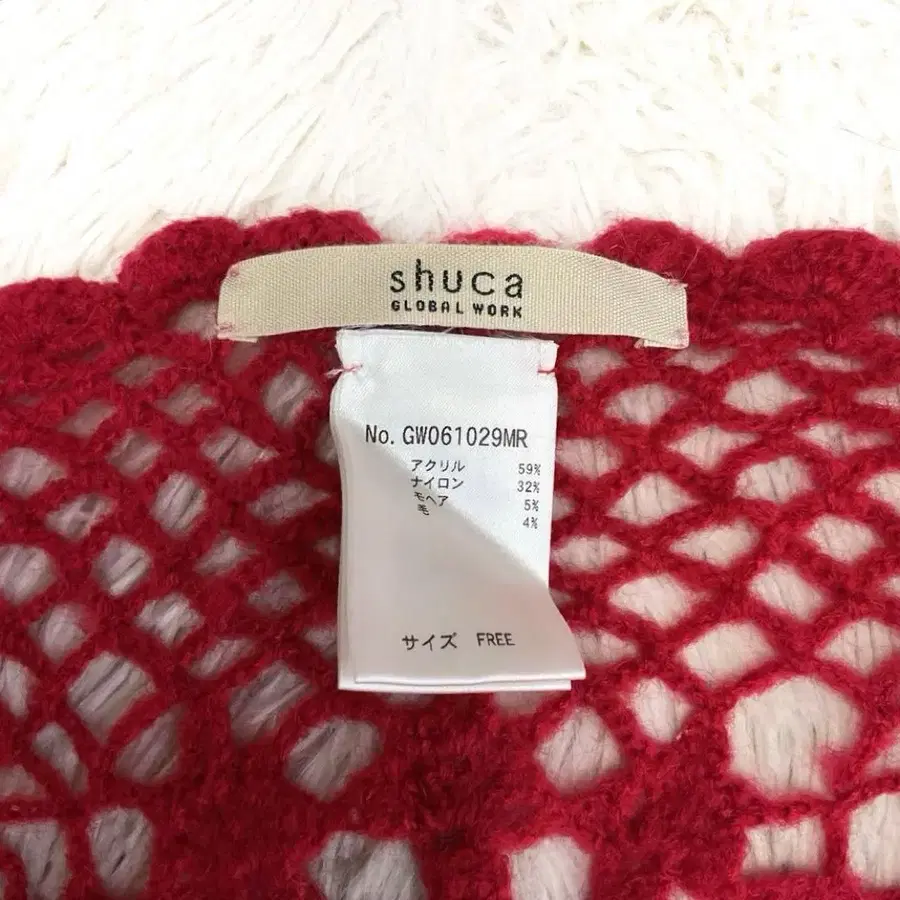 shuca
GLOBAL WORK
No. GW061029MR
アクリル 59%
ナイロン 32%
モヘア 5%
毛 4%
サイズ FREE